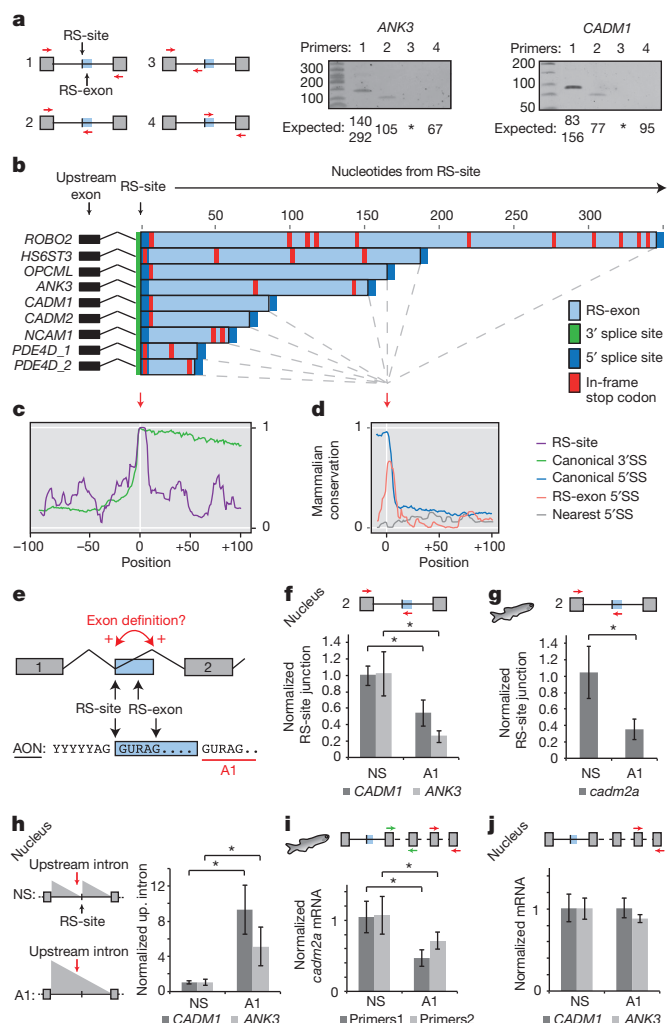 a
RS-site
1
RS-exon
2
3
4
ANK3
Primers: 1 2 3 4
300
200
100
Expected: 140 105 * 67
292
CADM1
Primers: 1 2 3 4
200
100
50
Expected: 83 77 * 95
156
b
Upstream exon
RS-site
Nucleotides from RS-site
50 100 150 200 250 300
ROBO2
HS6ST3
OPCML
ANK3
CADM1
CADM2
NCAM1
PDE4D_1
PDE4D_2
RS-exon
3′ splice site
5′ splice site
In-frame stop codon
c
1
0
−100 −50 0 +50 +100
Position
d
Mammalian conservation
1
0
0 +50 +100
Position
RS-site
Canonical 3′SS
Canonical 5′SS
RS-exon 5′SS
Nearest 5′SS
e
Exon definition?
+ +
1 2
RS-site RS-exon
AON: YYYYYAG GURAG.... GURAG..
A1
f
Nucleus
2
Normalized RS-site junction
1.4
1.2
1.0
0.8
0.6
0.4
0.2
0
* *
NS A1
CADM1 ANK3
g
2
Normalized RS-site junction
1.4
1.2
1.0
0.8
0.6
0.4
0.2
0
*
NS A1
cadm2a
h
Nucleus
Upstream intron
NS:
RS-site
Upstream intron
A1:
Normalized up. intron
12
8
4
0
* *
NS A1
CADM1 ANK3
i
Normalized cadm2a mRNA
1
0
* *
NS A1
Primers1 Primers2
j
Nucleus
Normalized mRNA
1
0
NS A1
CADM1 ANK3